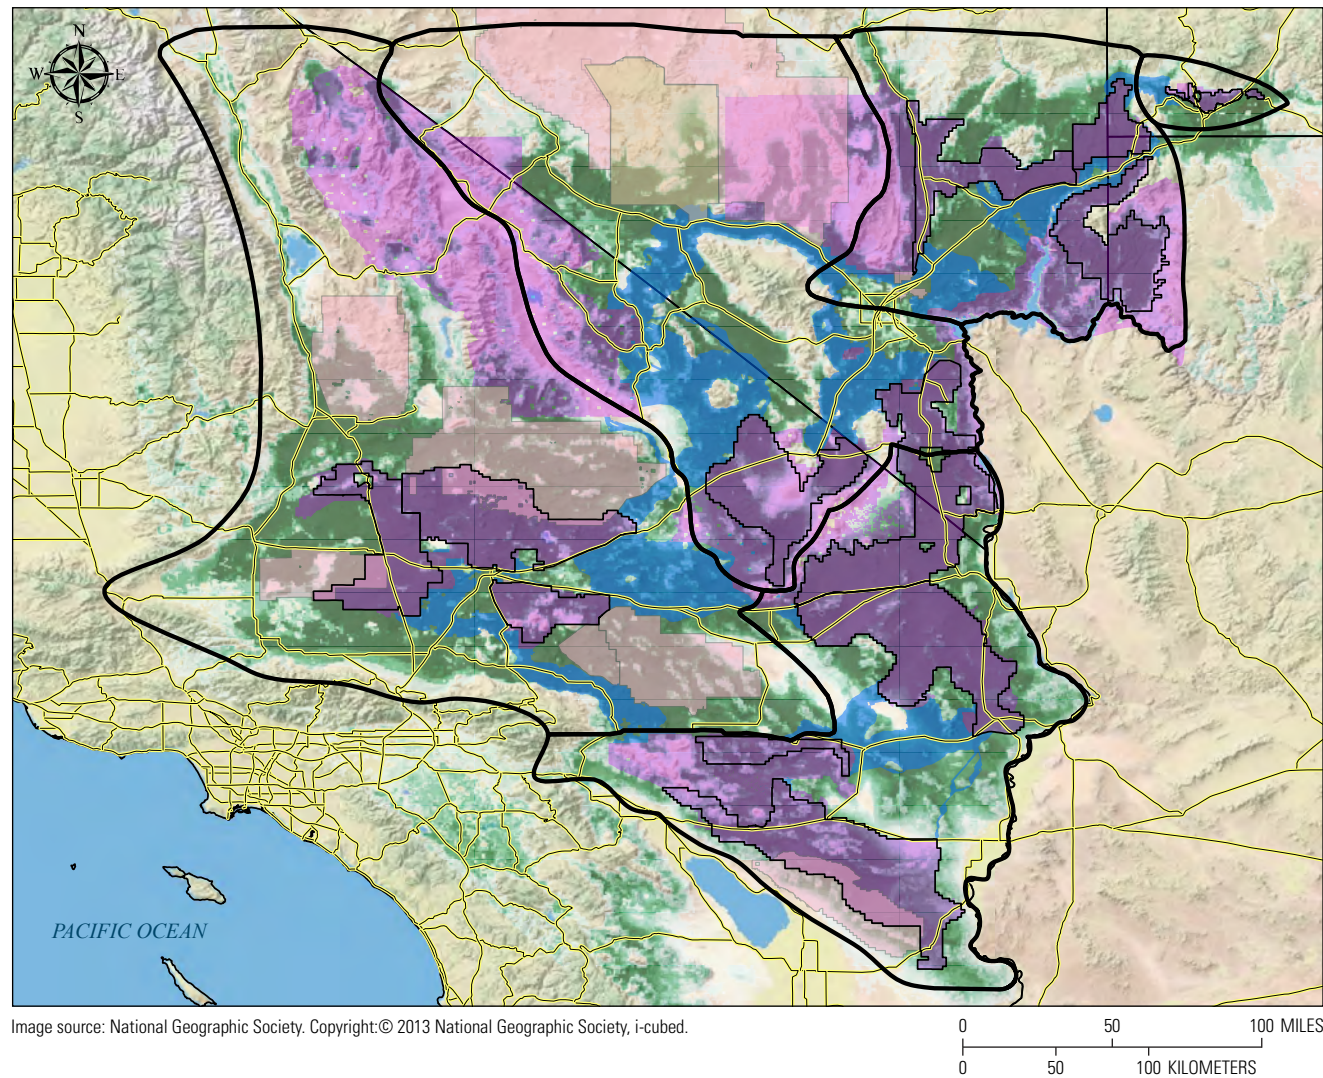 N
W E
S
PACIFIC OCEAN
Image source: National Geographic Society. Copyright:© 2013 National Geographic Society, i-cubed.
0 50 100 MILES
0 50 100 KILOMETERS